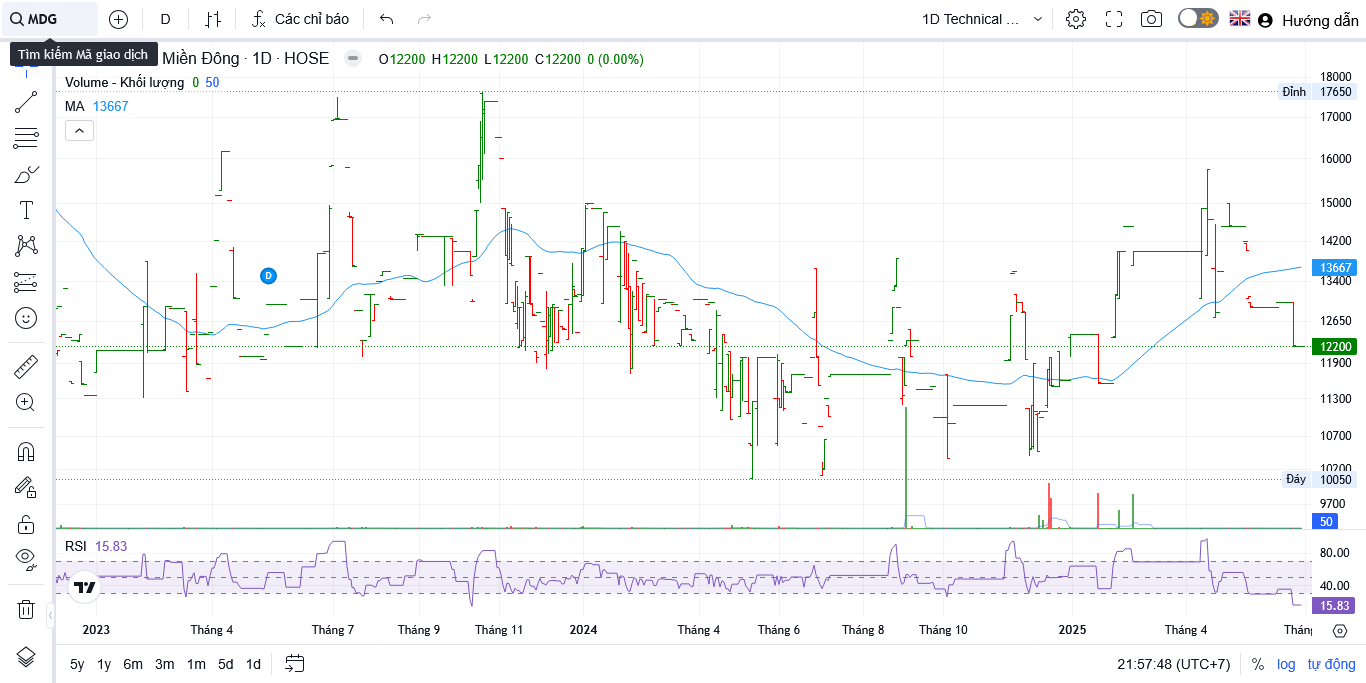 MDG
D
Các chỉ báo
1D Technical ...
Hướng dẫn
Tìm kiếm Mã giao dịch
Miền Đông · 1D · HOSE
O12200 H12200 L12200 C12200 0 (0.00%)
Volume - Khối lượng 0 50
MA 13667
18000
Đỉnh 17650
17000
16000
15000
14200
13667
13400
12650
12200
11900
11300
10700
10200
Đáy 10050
9700
50
D
RSI 15.83
80.00
40.00
15.83
2023 Tháng 4 Tháng 7 Tháng 9 Tháng 11 2024 Tháng 4 Tháng 6 Tháng 8 Tháng 10 2025 Tháng 4
5y 1y 6m 3m 1m 5d 1d
21:57:48 (UTC+7) % log tự động